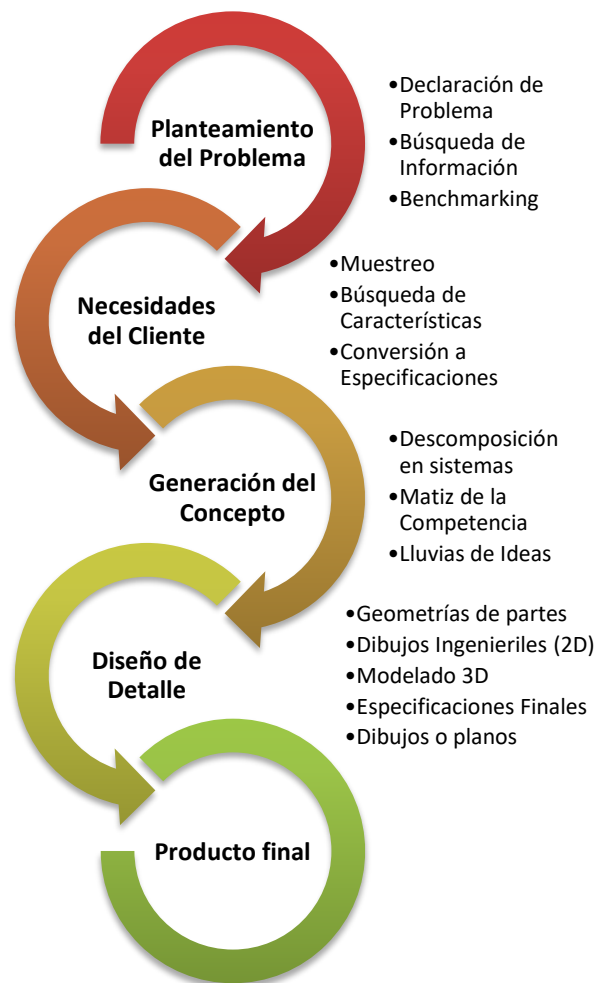 Planteamiento
del Problema
•Declaración de
Problema
•Búsqueda de
Información
•Benchmarking
Necesidades
del Cliente
•Muestreo
•Búsqueda de
Características
•Conversión a
Especificaciones
Generación del
Concepto
•Descomposición
en sistemas
•Matiz de la
Competencia
•Lluvias de Ideas
Diseño de
Detalle
•Geometrías de partes
•Dibujos Ingenieriles (2D)
•Modelado 3D
•Especificaciones Finales
•Dibujos o planos
Producto final